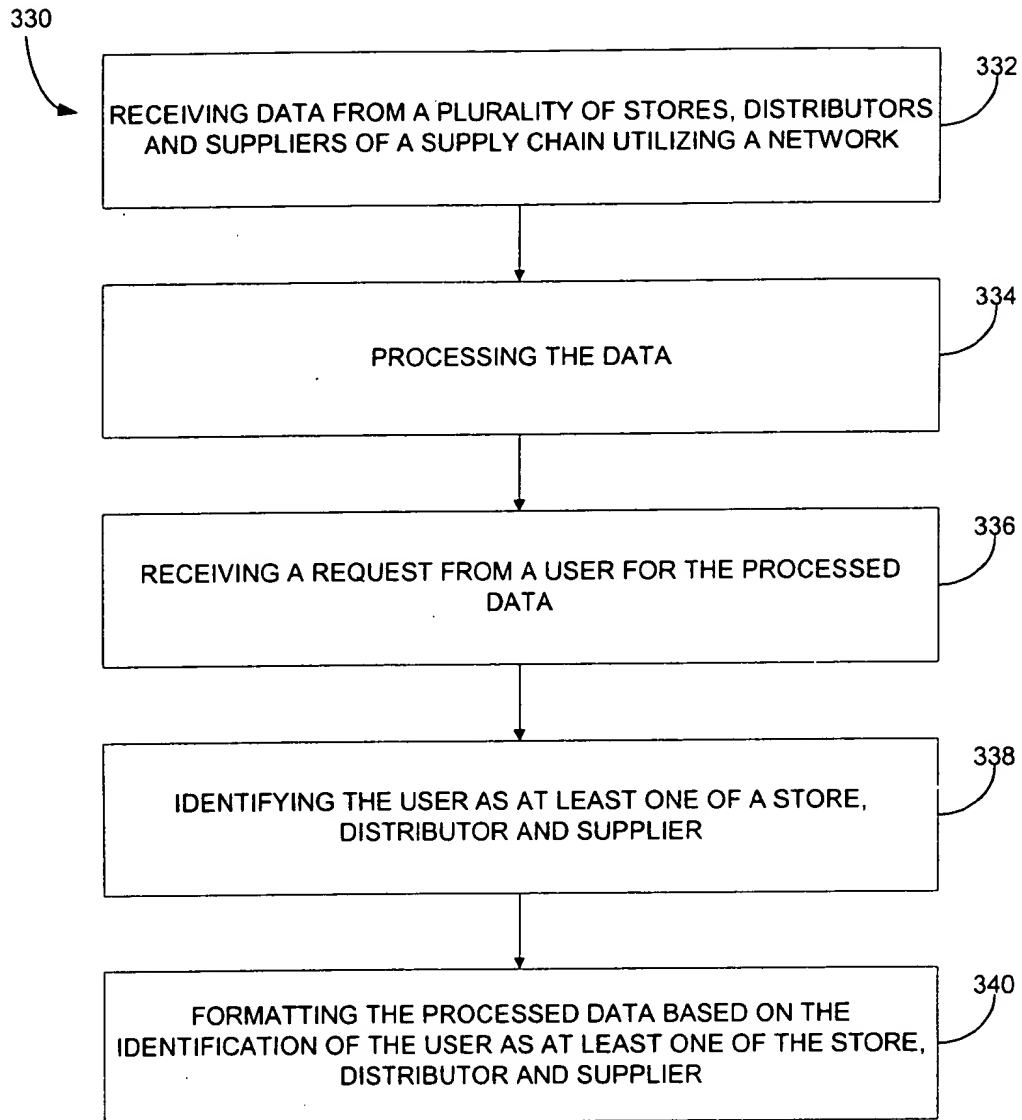 330
332
RECEIVING DATA FROM A PLURALITY OF STORES, DISTRIBUTORS
AND SUPPLIERS OF A SUPPLY CHAIN UTILIZING A NETWORK
334
PROCESSING THE DATA
336
RECEIVING A REQUEST FROM A USER FOR THE PROCESSED
DATA
338
IDENTIFYING THE USER AS AT LEAST ONE OF A STORE,
DISTRIBUTOR AND SUPPLIER
340
FORMATTING THE PROCESSED DATA BASED ON THE
IDENTIFICATION OF THE USER AS AT LEAST ONE OF THE STORE,
DISTRIBUTOR AND SUPPLIER